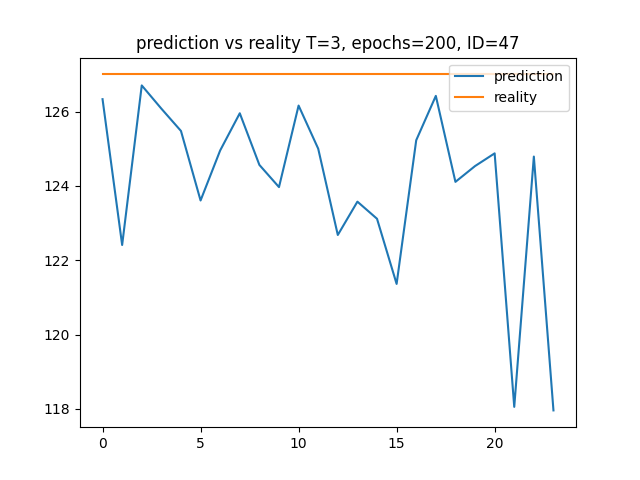 prediction vs reality T=3, epochs=200, ID=47
prediction
reality
126
124
122
120
118
0 5 10 15 20